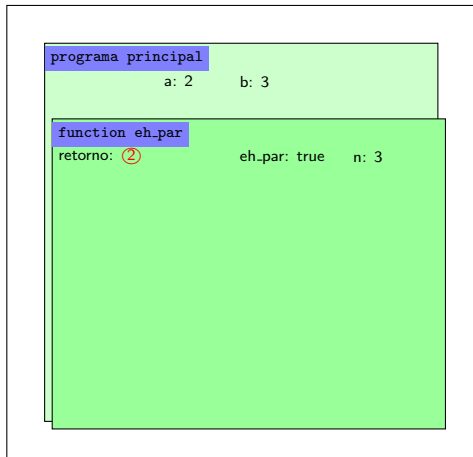 programa principal
a: 2 b: 3
function eh_par
retorno: 2 eh_par: true n: 3